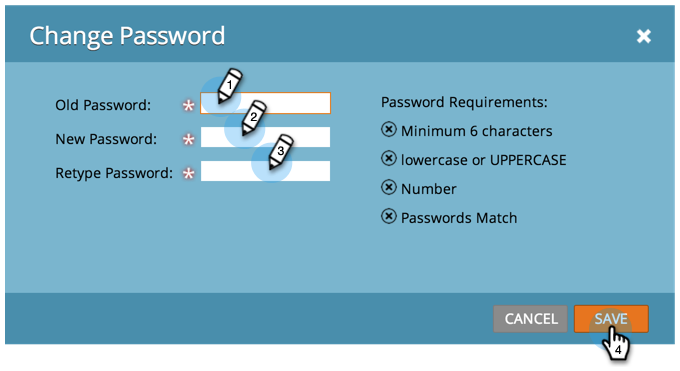 Change Password
Old Password: * 1
New Password: * 2
Retype Password: * 3
Password Requirements:
Minimum 6 characters
lowercase or UPPERCASE
Number
Passwords Match
CANCEL
SAVE
4